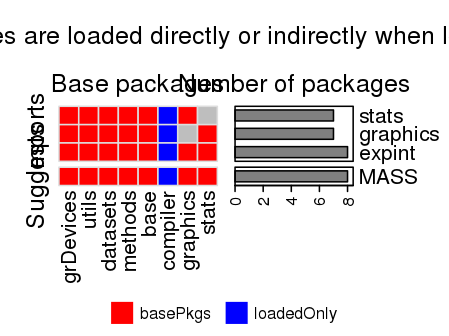 es are loaded directly or indirectly when l
Base packages
Number of packages
Imports
Suggests
stats
graphics
expint
MASS
grDevices
utils
datasets
methods
base
compiler
graphics
stats
0 2 4 6 8
basePkgs
loadedOnly